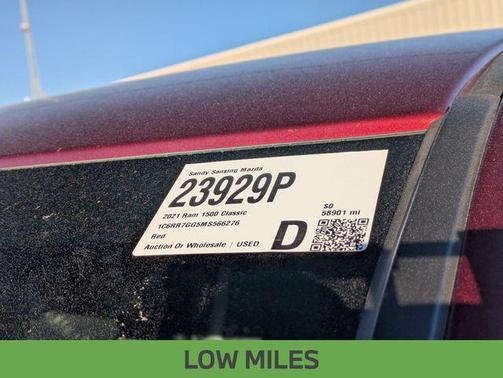 Sandy Sansing Mazda
23929P
2021 Ram 1500 Classic
1C6RR7GG5MS566276
Red
Auction Or Wholesale | USED
D
$0
58901 mi
LOW MILES